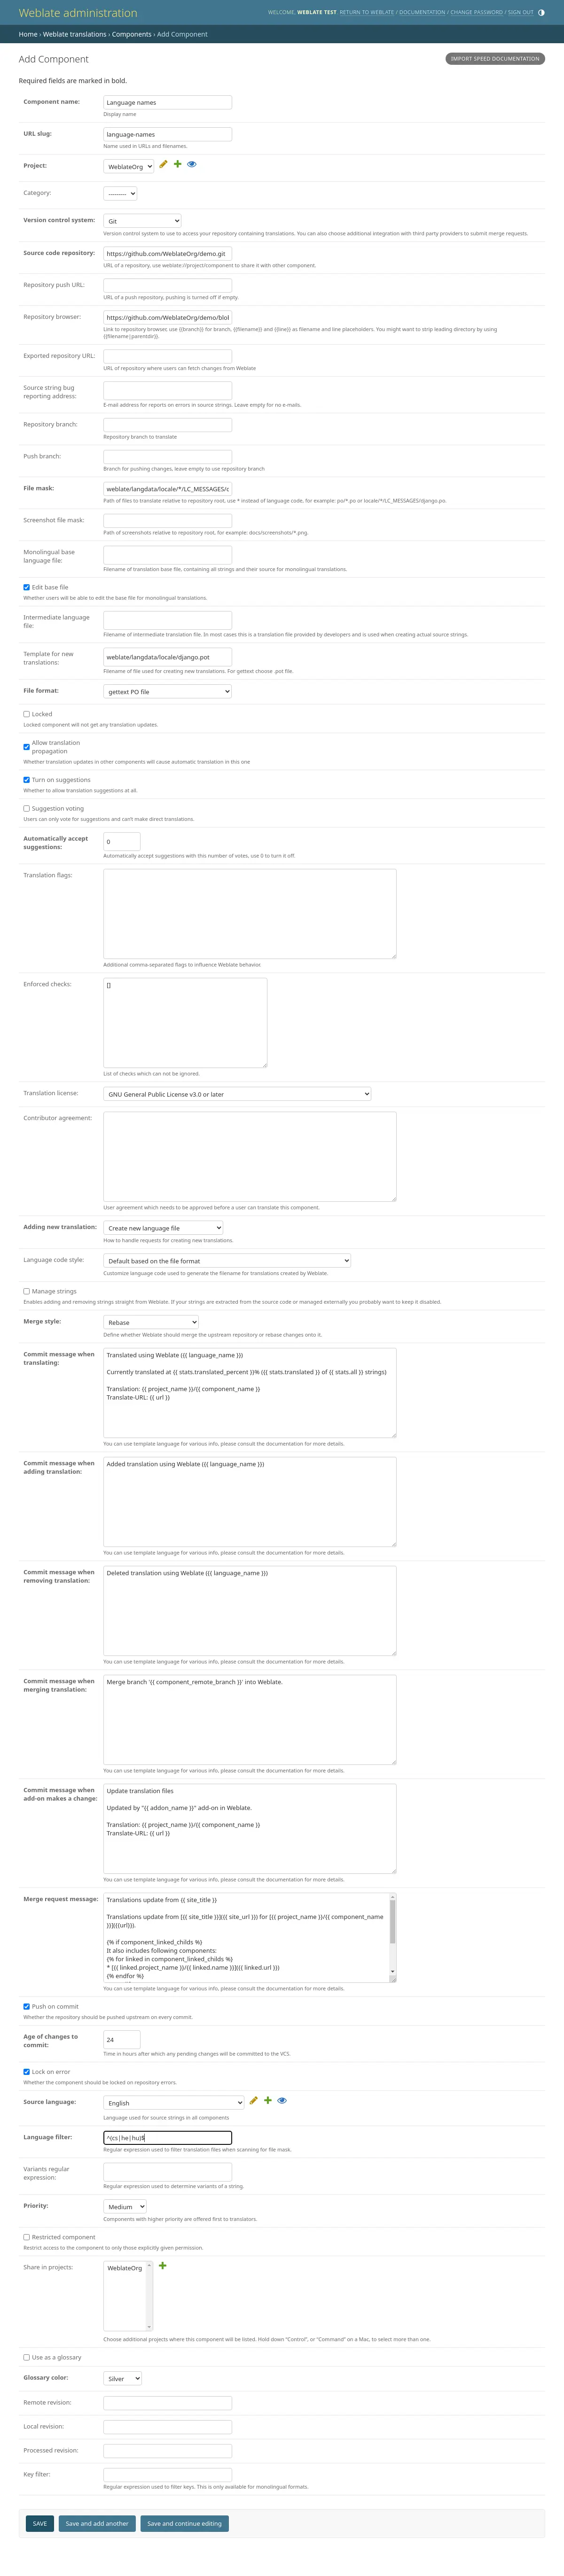 Weblate administration
WELCOME, WEBLATE TEST. RETURN TO WEBLATE / DOCUMENTATION / CHANGE PASSWORD / SIGN OUT
Home › Weblate translations › Components › Add Component
Add Component
IMPORT SPEED DOCUMENTATION
Required fields are marked in bold.
Component name:
Language names
Display name
URL slug:
language-names
Name used in URLs and filenames.
Project:
WeblateOrg
Category:
---------
Version control system:
Git
Version control system to use to access your repository containing translations. You can also choose additional integration with third party providers to submit merge requests.
Source code repository:
https://github.com/WeblateOrg/demo.git
URL of a repository, use weblate://project/component to share it with other component.
Repository push URL:
URL of a push repository, pushing is turned off if empty.
Repository browser:
https://github.com/WeblateOrg/demo/blob
Link to repository browser, use {{branch}} for branch, {{filename}} and {{line}} as filename and line placeholders. You might want to strip leading directory by using
{{filename|parentdir}}.
Exported repository URL:
URL of repository where users can fetch changes from Weblate
Source string bug
reporting address:
E-mail address for reports on errors in source strings. Leave empty for no e-mails.
Repository branch:
Repository branch to translate
Push branch:
Branch for pushing changes, leave empty to use repository branch
File mask:
weblate/langdata/locale/*/LC_MESSAGES/c
Path of files to translate relative to repository root, use * instead of language code, for example: po/*.po or locale/*/LC_MESSAGES/django.po
Screenshot file mask:
Path of screenshots relative to repository root, for example: docs/screenshots/*.png.
Monolingual base
language file:
Filename of translation base file, containing all strings and their source for monolingual translations.
Edit base file
Whether users will be able to edit the base file for monolingual translations.
Intermediate language
file:
Filename of intermediate translation file. In most cases this is a translation file provided by developers and is used when creating actual source strings.
Template for new
translations:
weblate/langdata/locale/django.pot
Filename of file used for creating new translations. For gettext choose .pot file.
File format:
gettext PO file
Locked
Locked component will not get any translation updates.
Allow translation
propagation
Whether translation updates in other components will cause automatic translation in this one
Turn on suggestions
Whether to allow translation suggestions at all.
Suggestion voting
Users can only vote for suggestions and can't make direct translations.
Automatically accept
suggestions:
0
Automatically accept suggestions with this number of votes, use 0 to turn it off.
Translation flags:
Additional comma-separated flags to influence Weblate behavior.
Enforced checks:
[]
List of checks which can not be ignored.
Translation license:
GNU General Public License v3.0 or later
Contributor agreement:
User agreement which needs to be approved before a user can translate this component.
Adding new translation:
Create new language file
How to handle requests for creating new translations.
Language code style:
Default based on the file format
Customize language code used to generate the filename for translations created by Weblate.
Manage strings
Enables adding and removing strings straight from Weblate. If your strings are extracted from the source code or managed externally you probably want to keep it disabled.
Merge style:
Rebase
Define whether Weblate should merge the upstream repository or rebase changes onto it.
Commit message when
translating:
Translated using Weblate ({{ language_name }})
Currently translated at {{ stats.translated_percent }}% ({{ stats.translated }} of {{ stats.all }} strings)
Translation: {{ project_name }}/{{ component_name }}
Translate-URL: {{ url }}
You can use template language for various info, please consult the documentation for more details.
Commit message when
adding translation:
Added translation using Weblate ({{ language_name }})
You can use template language for various info, please consult the documentation for more details.
Commit message when
removing translation:
Deleted translation using Weblate ({{ language_name }})
You can use template language for various info, please consult the documentation for more details.
Commit message when
merging translation:
Merge branch '{{ component_remote_branch }}' into Weblate.
You can use template language for various info, please consult the documentation for more details.
Commit message when
add-on makes a change:
Update translation files
Updated by "{{ addon_name }}" add-on in Weblate.
Translation: {{ project_name }}/{{ component_name }}
Translate-URL: {{ url }}
You can use template language for various info, please consult the documentation for more details.
Merge request message:
Translations update from {{ site_title }}
Translations update from [{{ site_title }}]({{ site_url }}) for [{{ project_name }}/{{ component_name
}}]({{url}}).
{% if component_linked_childs %}
It also includes following components:
{% for linked in component_linked_childs %}
* [{{ linked.project_name }}/{{ linked.name }}]({{ linked.url }})
{% endfor %}
You can use template language for various info, please consult the documentation for more details.
Push on commit
Whether the repository should be pushed upstream on every commit.
Age of changes to
commit:
24
Time in hours after which any pending changes will be committed to the VCS.
Lock on error
Whether the component should be locked on repository errors.
Source language:
English
Language used for source strings in all components
Language filter:
^(cs|he|hu)$
Regular expression used to filter translation files when scanning for file mask.
Variants regular
expression:
Regular expression used to determine variants of a string.
Priority:
Medium
Components with higher priority are offered first to translators.
Restricted component
Restrict access to the component to only those explicitly given permission.
Share in projects:
WeblateOrg
Choose additional projects where this component will be listed. Hold down “Control”, or “Command” on a Mac, to select more than one.
Use as a glossary
Glossary color:
Silver
Remote revision:
Local revision:
Processed revision:
Key filter:
Regular expression used to filter keys. This is only available for monolingual formats.
SAVE
Save and add another
Save and continue editing